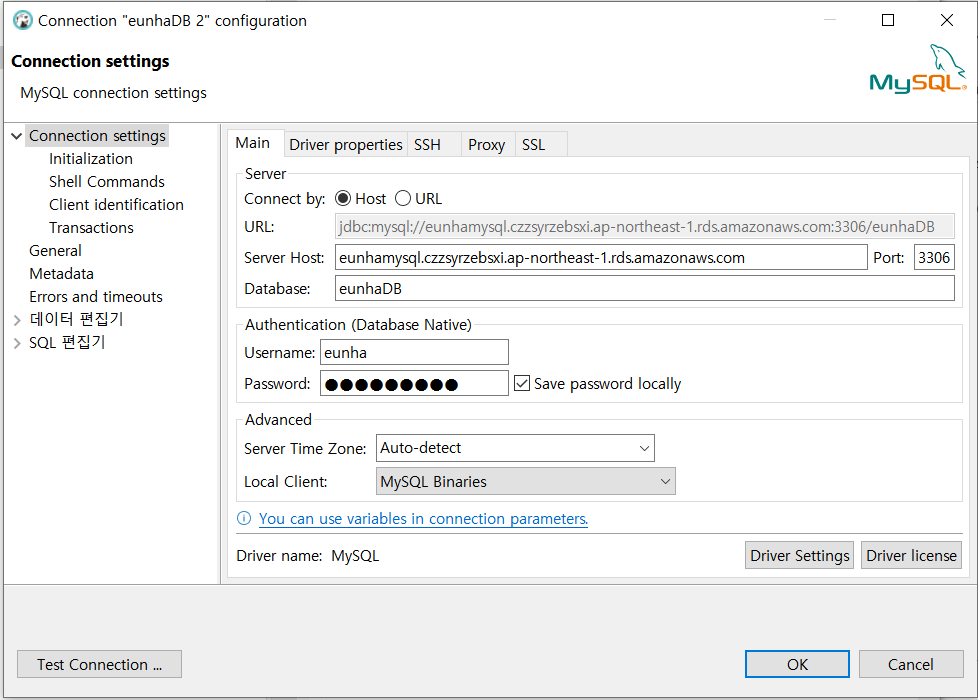 Connection "eunhaDB 2" configuration
Connection settings
MySQL connection settings
MySQL®
Connection settings
Initialization
Shell Commands
Client identification
Transactions
General
Metadata
Errors and timeouts
데이터 편집기
SQL 편집기
Main Driver properties SSH Proxy SSL
Server
Connect by: Host URL
URL: jdbc:mysql://eunhamysql.czzsyrzebsxi.ap-northeast-1.rds.amazonaws.com:3306/eunhaDB
Server Host: eunhamysql.czzsyrzebsxi.ap-northeast-1.rds.amazonaws.com Port: 3306
Database: eunhaDB
Authentication (Database Native)
Username: eunha
Password: ●●●●●●●●● Save password locally
Advanced
Server Time Zone: Auto-detect
Local Client: MySQL Binaries
You can use variables in connection parameters.
Driver name: MySQL Driver Settings Driver license
Test Connection ... OK Cancel